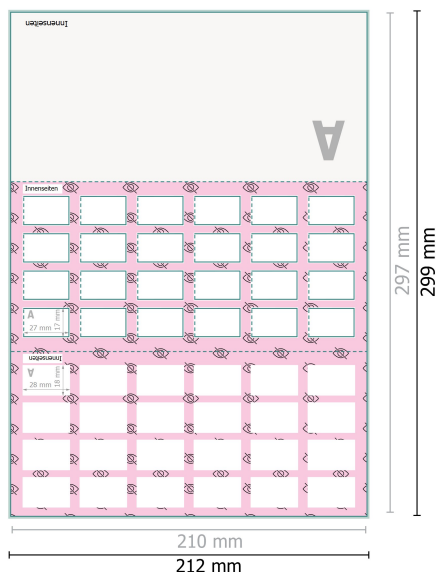 Innenseiten
A
Innenseiten
A
27 mm
17 mm
Innenseiten
A
28 mm
18 mm
297 mm
299 mm
210 mm
212 mm